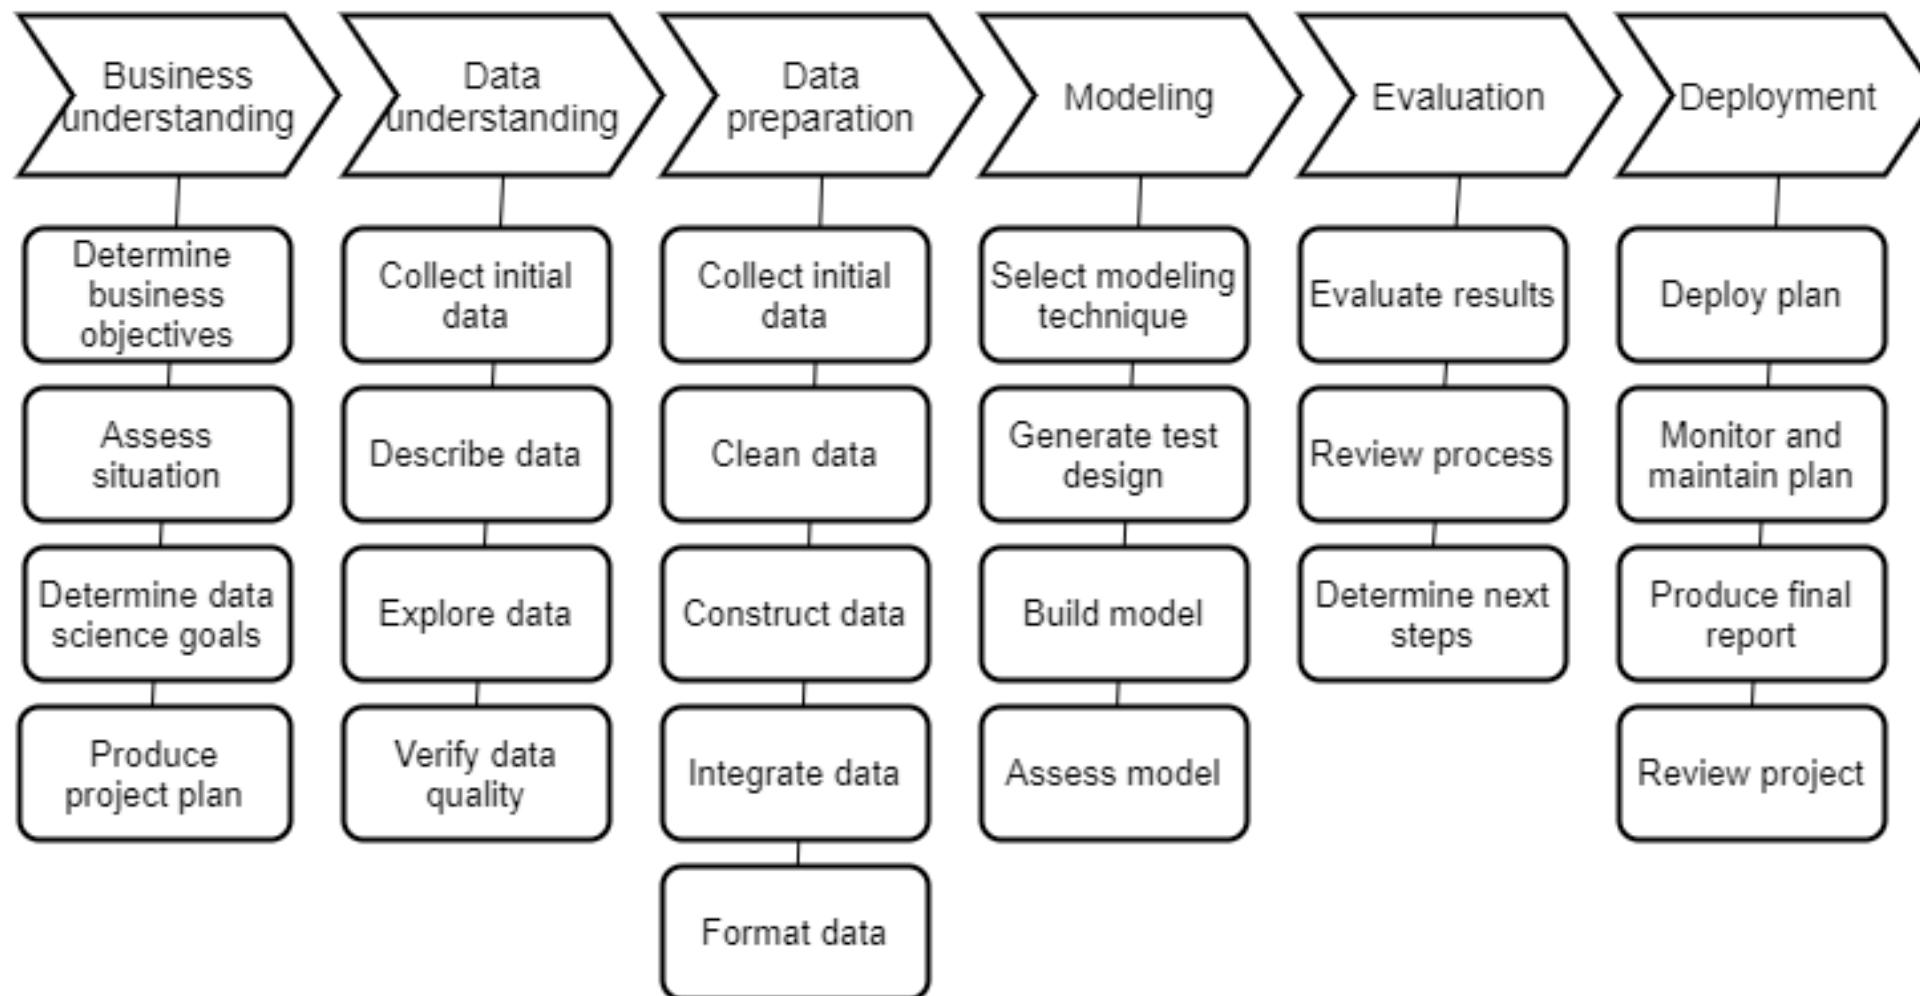 Business
understanding
Data
understanding
Data
preparation
Modeling
Evaluation
Deployment
Determine
business
objectives
Assess
situation
Determine data
science goals
Produce
project plan
Collect initial
data
Describe data
Explore data
Verify data
quality
Collect initial
data
Clean data
Construct data
Integrate data
Format data
Select modeling
technique
Generate test
design
Build model
Assess model
Evaluate results
Review process
Determine next
steps
Deploy plan
Monitor and
maintain plan
Produce final
report
Review project